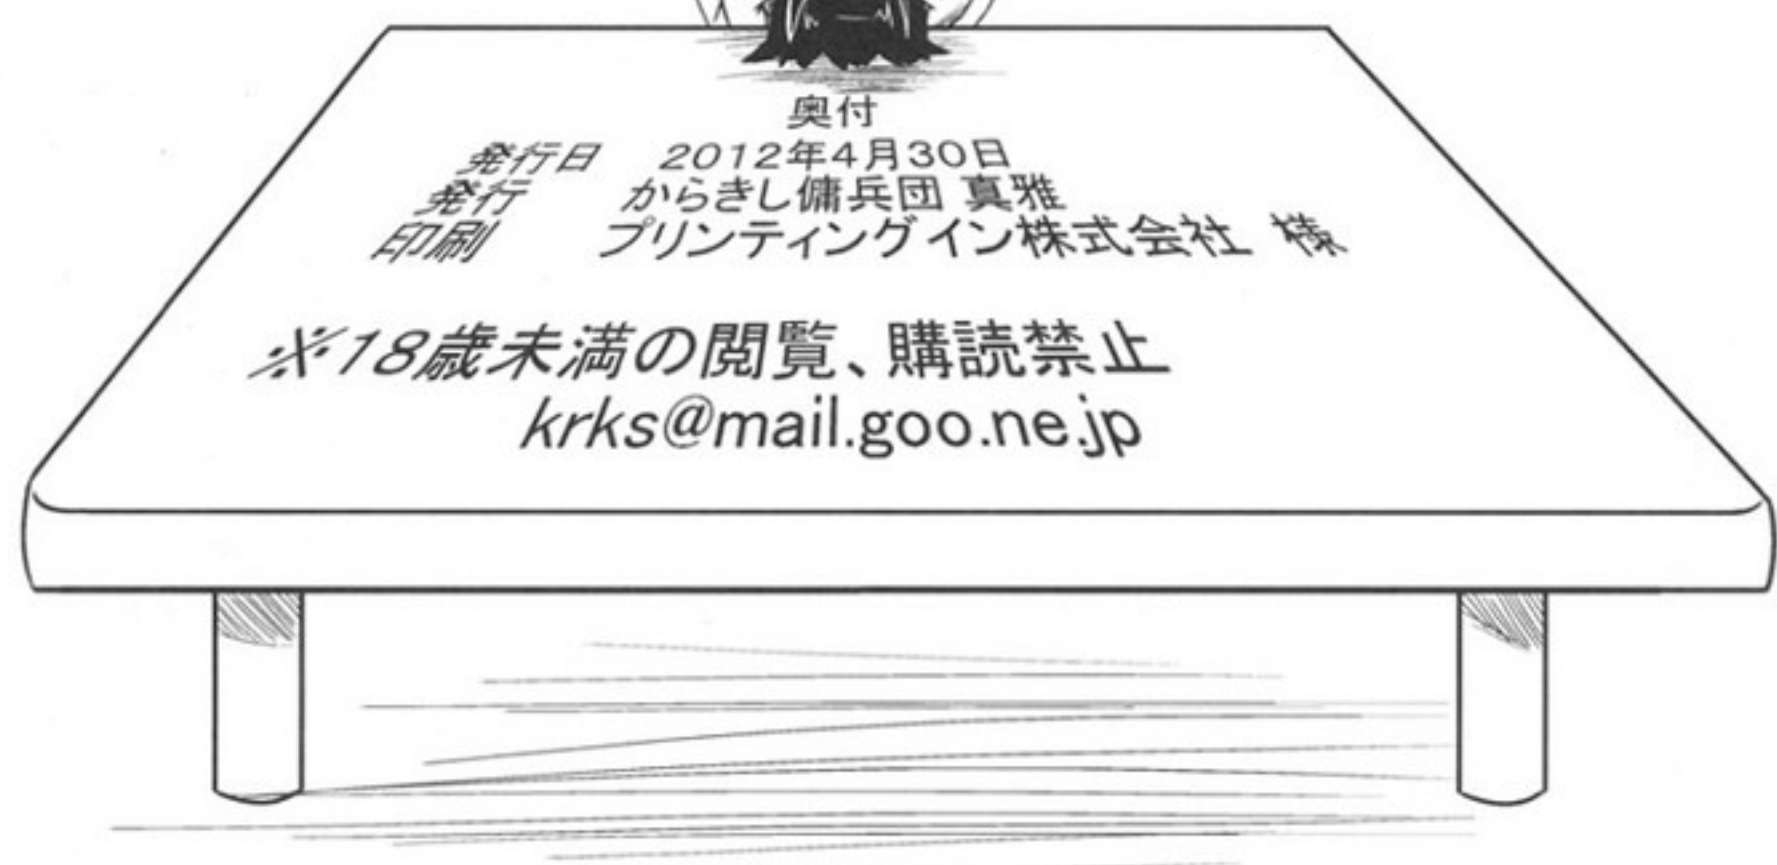 奥付
発行日 2012年4月30日
発行 からきし傭兵団 真雅
印刷 プリンティングイン株式会社 様
※18歳未満の閲覧、購読禁止
krks@mail.goo.ne.jp